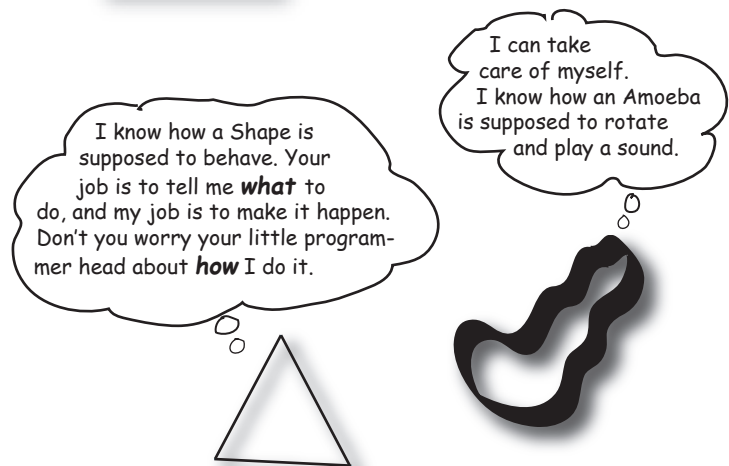 I can take
care of myself.
I know how an Amoeba
is supposed to rotate
and play a sound.
I know how a Shape is
supposed to behave. Your
job is to tell me what to
do, and my job is to make it happen.
Don't you worry your little program-
mer head about how I do it.